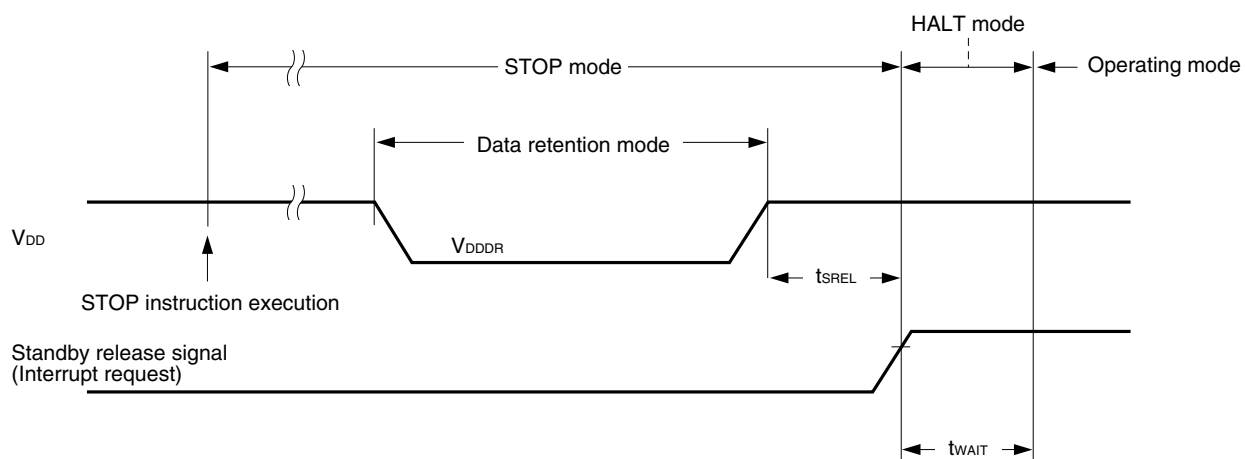 HALT mode
STOP mode
Operating mode
Data retention mode
VDD
VDDDR
tSREL
STOP instruction execution
Standby release signal
(Interrupt request)
tWAIT